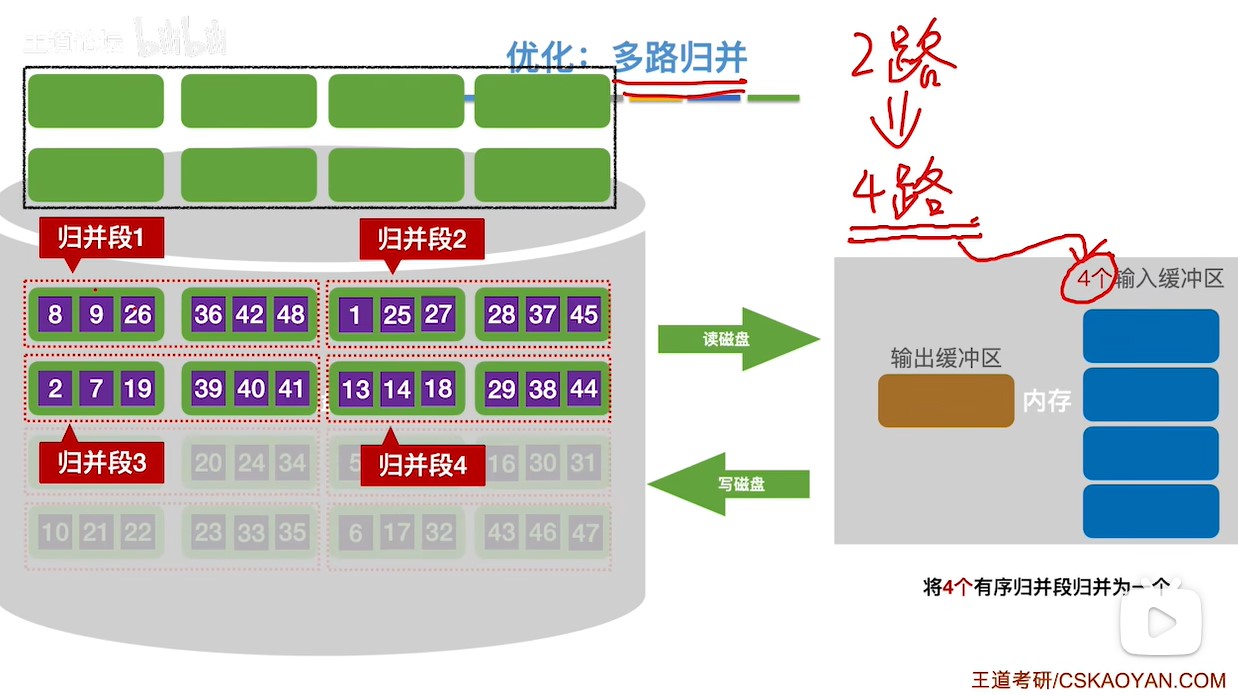 王道论坛 bilibili
优化：多路归并
2路
4路
归并段1
归并段2
8 9 26 36 42 48 1 25 27 28 37 45
2 7 19 39 40 41 13 14 18 29 38 44
归并段3
归并段4
20 24 34 5 16 30 31
10 21 22 23 33 35 6 17 32 43 46 47
读磁盘
写磁盘
4个输入缓冲区
输出缓冲区
内存
将4个有序归并段归并为一个
王道考研/CSKAOYAN.COM